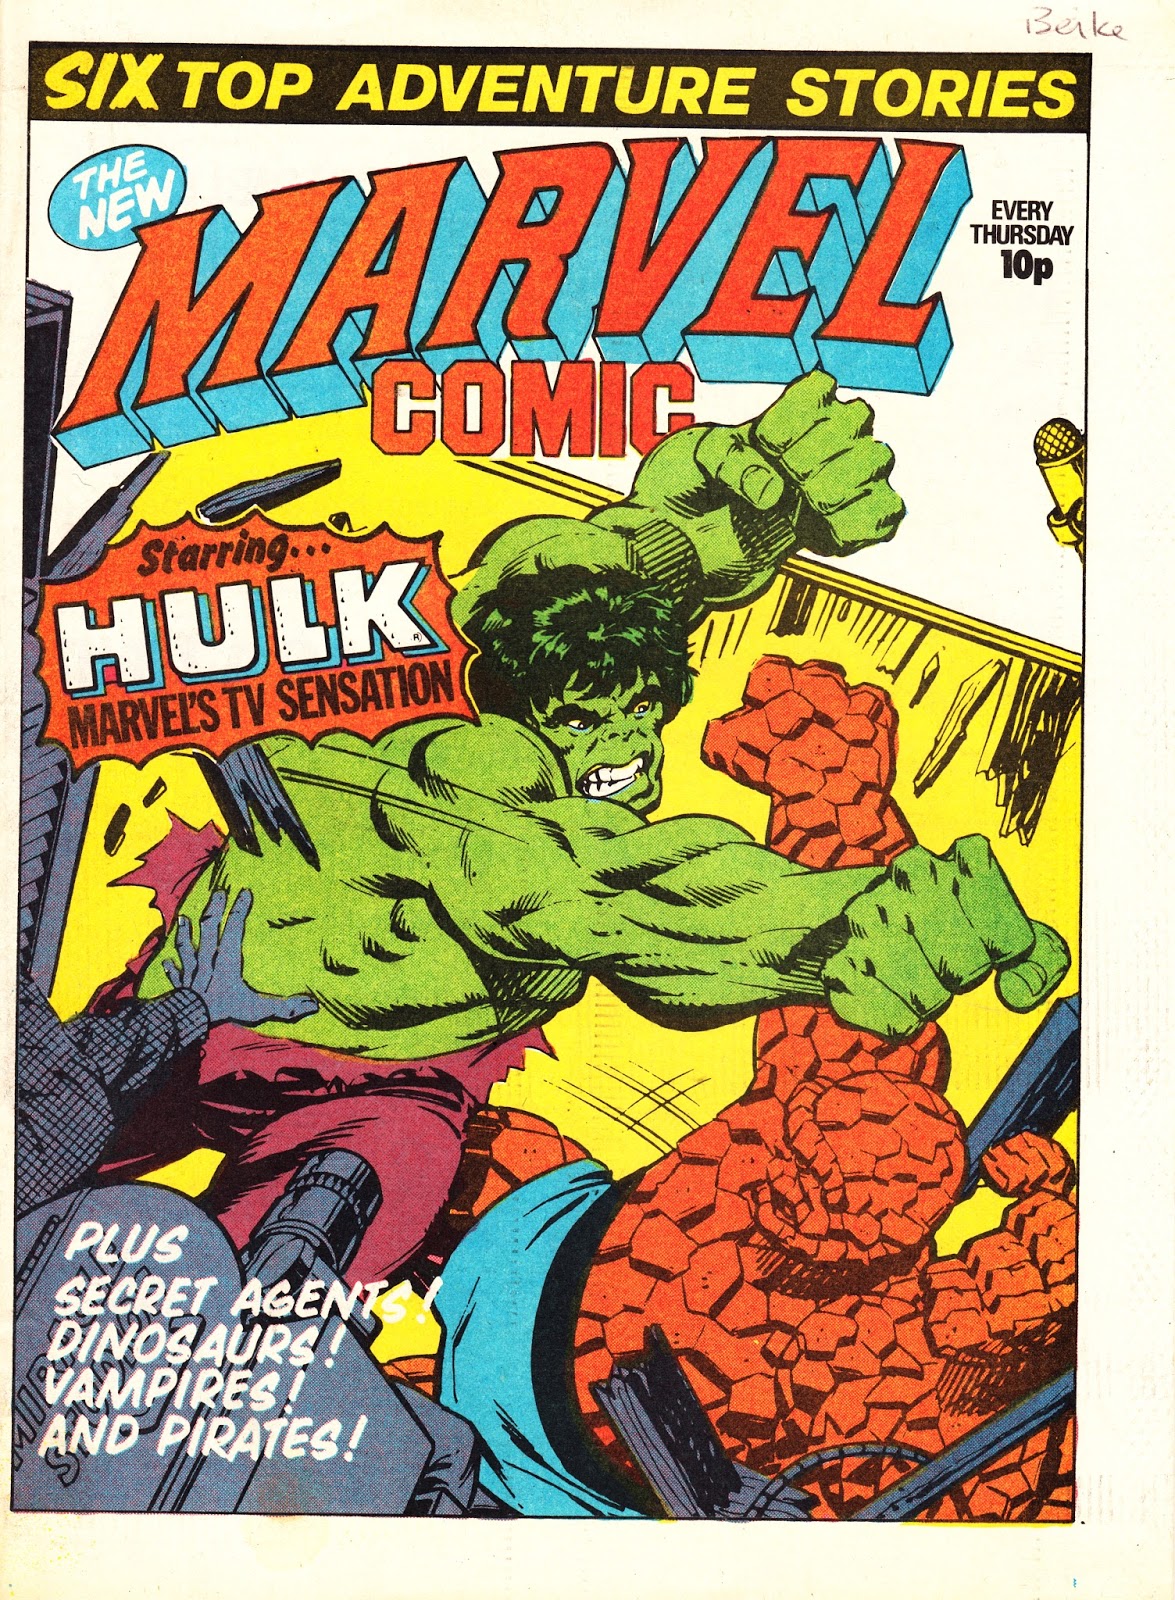 Berke
SIX TOP ADVENTURE STORIES
THE
NEW
MARVEL
COMIC
EVERY
THURSDAY
10p
Starring...
HULK
®
MARVEL'S TV SENSATION
PLUS
SECRET AGENTS!
DINOSAURS!
VAMPIRES!
AND PIRATES!